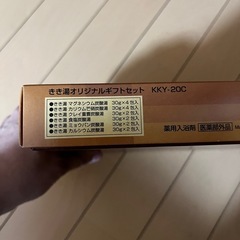 きき湯オリジナルギフトセット KKY-20C
きき湯 マグネシウム炭酸湯 30g×4包入
きき湯 カリウム芒硝炭酸湯 30g×4包入
きき湯 クレイ重曹炭酸湯 30g×2包入
きき湯 食塩炭酸湯 30g×2包入
きき湯 ミョウバン炭酸湯 30g×2包入
きき湯 カルシウム炭酸湯 30g×2包入
薬用入浴剤 医薬部外品